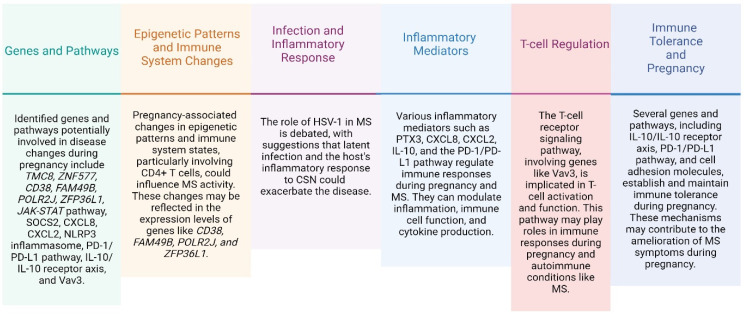 Genes and Pathways
Identified genes and
pathways potentially
involved in disease
changes during
pregnancy include
TMC8, ZNF577,
CD38, FAM49B,
POLR2J, ZFP36L1,
JAK-STAT pathway,
SOCS2, CXCL8,
CXCL2, NLRP3
inflammasome, PD-1/
PD-L1 pathway, IL-10/
IL-10 receptor axis,
and Vav3.
Epigenetic Patterns
and Immune
System Changes
Pregnancy-associated
changes in epigenetic
patterns and immune
system states,
particularly involving
CD4+ T cells, could
influence MS activity.
These changes may be
reflected in the
expression levels of
genes like CD38,
FAM49B, POLR2J, and
ZFP36L1.
Infection and
Inflammatory
Response
The role of HSV-1 in MS
is debated, with
suggestions that latent
infection and the host's
inflammatory response
to CSN could
exacerbate the disease.
Inflammatory
Mediators
Various inflammatory
mediators such as
PTX3, CXCL8, CXCL2,
IL-10, and the PD-1/PD-
L1 pathway regulate
immune responses
during pregnancy and
MS. They can modulate
inflammation, immune
cell function, and
cytokine production.
T-cell Regulation
The T-cell
receptor
signaling
pathway,
involving genes
like Vav3, is
implicated in T-
cell activation
and function. This
pathway may play
roles in immune
responses during
pregnancy and
autoimmune
conditions like
MS.
Immune
Tolerance
and
Pregnancy
Several genes and
pathways, including
IL-10/IL-10 receptor
axis, PD-1/PD-L1
pathway, and cell
adhesion molecules,
establish and maintain
immune tolerance
during pregnancy.
These mechanisms
may contribute to the
amelioration of MS
symptoms during
pregnancy.